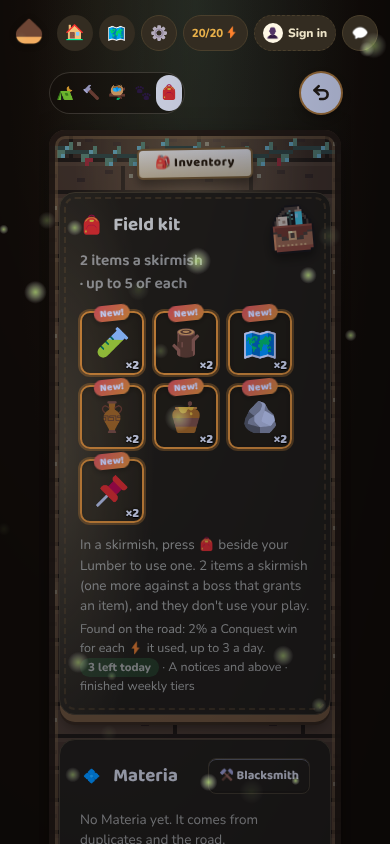 20/20
Sign in
Inventory
Field kit
2 items a skirmish
· up to 5 of each
New! New! New!
×2 ×2 ×2
New! New! New!
×2 ×2 ×2
New!
×2
In a skirmish, press beside your
Lumber to use one. 2 items a skirmish
(one more against a boss that grants
an item), and they don't use your play.
Found on the road: 2% a Conquest win
for each it used, up to 3 a day.
3 left today · A notices and above ·
finished weekly tiers
Materia
Blacksmith
No Materia yet. It comes from
duplicates and the road.